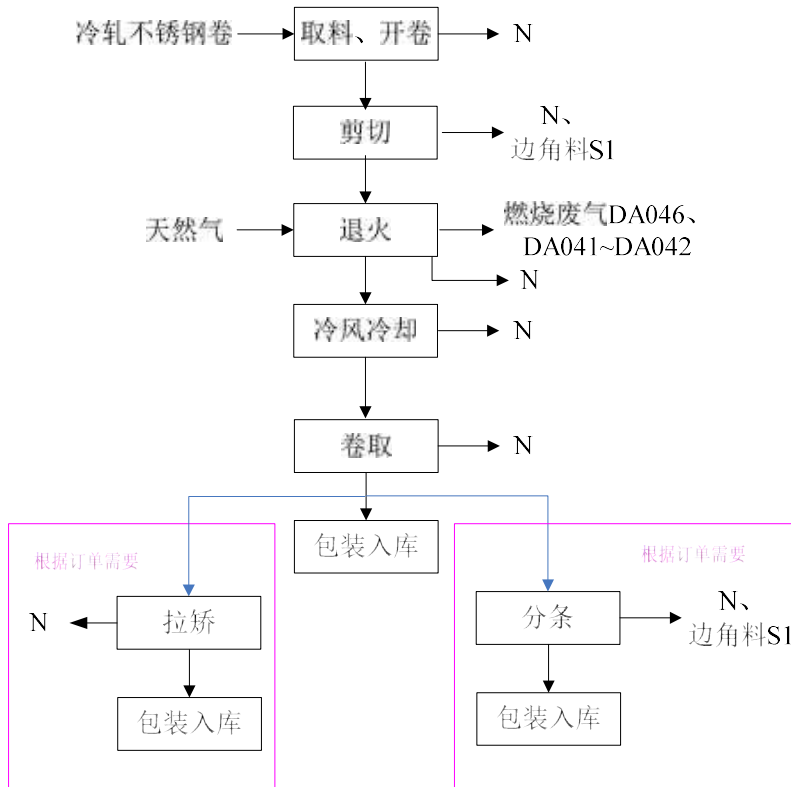 冷轧不锈钢卷
取料、开卷
N
剪切
N、
边角料S1
天然气
退火
燃烧废气DA046、
DA041~DA042
N
冷风冷却
N
卷取
N
包装入库
根据订单需要
根据订单需要
N
拉矫
分条
N、
边角料S1
包装入库
包装入库